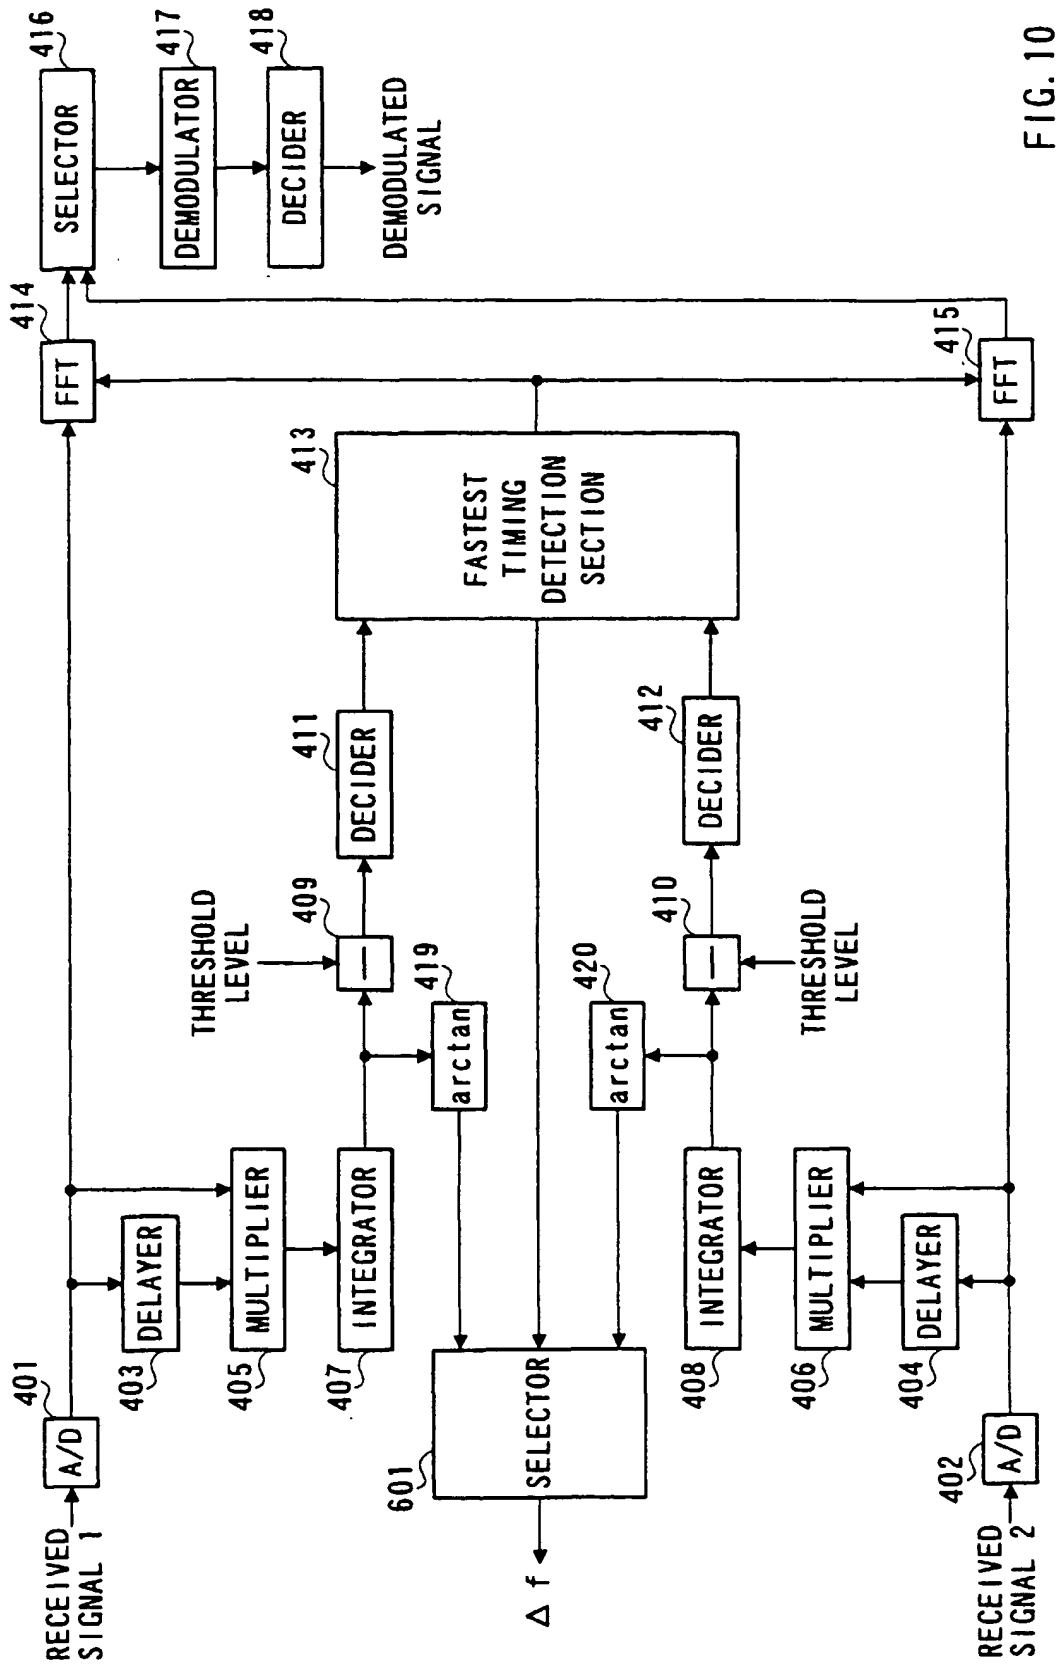 RECEIVED
SIGNAL 1
401
A/D
403
DELAYER
405
MULTIPLIER
407
INTEGRATOR
THRESHOLD
LEVEL
409
—
411
DECIDER
419
arctan
413
FASTEST
TIMING
DETECTION
SECTION
414
FFT
416
SELECTOR
417
DEMODULATOR
418
DECIDER
DEMODULATED
SIGNAL
601
SELECTOR
Δ f
420
arctan
408
INTEGRATOR
410
—
THRESHOLD
LEVEL
412
DECIDER
406
MULTIPLIER
404
DELAYER
402
A/D
RECEIVED
SIGNAL 2
415
FFT
FIG. 10